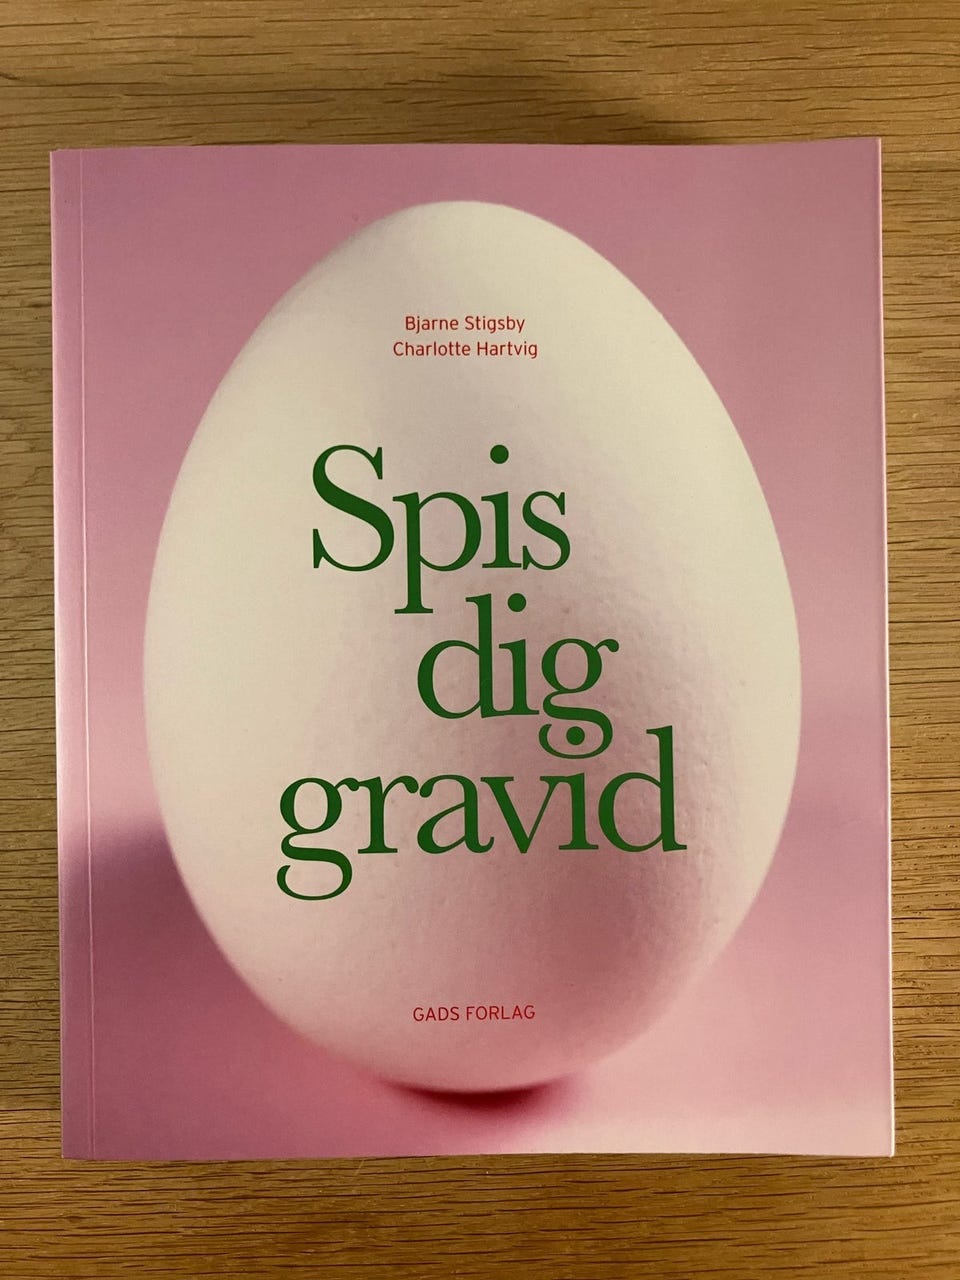 Bjarne Stigsby
Charlotte Hartvig
Spis
dig
gravid
GADS FORLAG